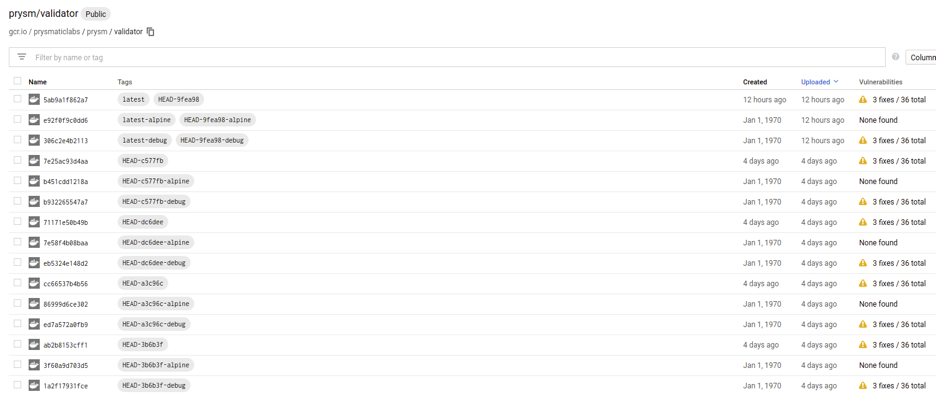 prysm/validator Public
gcr.io / prysmaticlabs / prysm / validator
Filter by name or tag Column
Name Tags Created Uploaded Vulnerabilities
5ab9a1f862a7 latest HEAD-9fea98 12 hours ago 12 hours ago 3 fixes / 36 total
e92f8f9c0dd6 latest-alpine HEAD-9fea98-alpine Jan 1, 1970 12 hours ago None found
306c2e4b2113 latest-debug HEAD-9fea98-debug Jan 1, 1970 12 hours ago 3 fixes / 36 total
7e25ac93d4aa HEAD-c577fb 4 days ago 4 days ago 3 fixes / 36 total
b451cdd1218a HEAD-c577fb-alpine Jan 1, 1970 4 days ago None found
b932265547a7 HEAD-c577fb-debug Jan 1, 1970 4 days ago 3 fixes / 36 total
71171e50b49b HEAD-dc6dee 4 days ago 4 days ago 3 fixes / 36 total
7e58f4b08baa HEAD-dc6dee-alpine Jan 1, 1970 4 days ago None found
eb5324e148d2 HEAD-dc6dee-debug Jan 1, 1970 4 days ago 3 fixes / 36 total
cc66537b4b56 HEAD-a3c96c 4 days ago 4 days ago 3 fixes / 36 total
86999d6ce302 HEAD-a3c96c-alpine Jan 1, 1970 4 days ago None found
ed7a572a0fb9 HEAD-a3c96c-debug Jan 1, 1970 4 days ago 3 fixes / 36 total
ab2b8153cff1 HEAD-3b6b3f 4 days ago 4 days ago 3 fixes / 36 total
3f60a9d703d5 HEAD-3b6b3f-alpine Jan 1, 1970 4 days ago None found
1a2f17931fce HEAD-3b6b3f-debug Jan 1, 1970 4 days ago 3 fixes / 36 total